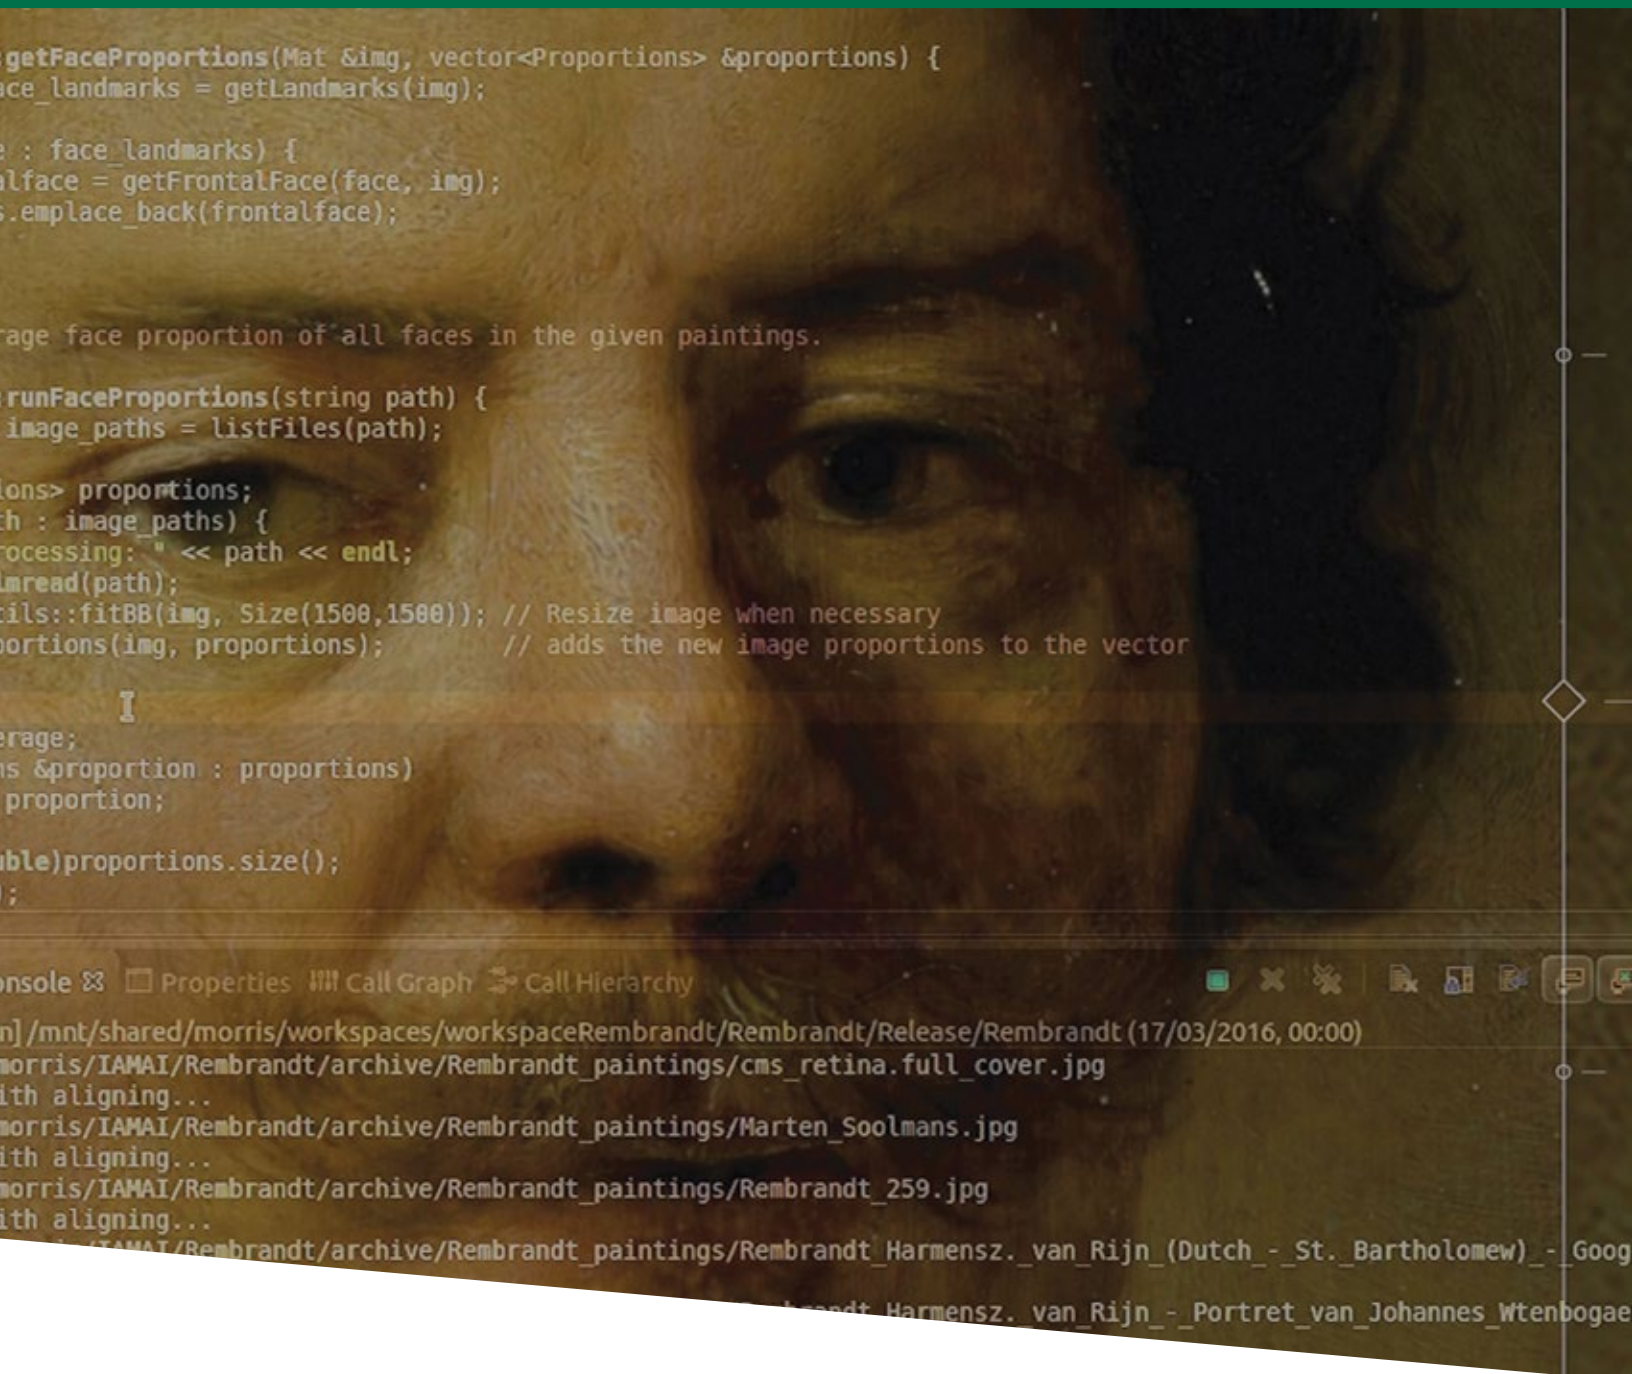 getFaceProportions(Mat &img, vector<Proportions> &proportions) {
ace_landmarks = getLandmarks(img);
e : face_landmarks) {
alface = getFrontalFace(face, img);
s.emplace_back(frontalface);
rage face proportion of all faces in the given paintings.
runFaceProportions(string path) {
image_paths = listFiles(path);
ions> proportions;
th : image_paths) {
rocessing: " << path << endl;
imread(path);
tils::fitBB(img, Size(1500,1500)); // Resize image when necessary
portions(img, proportions); // adds the new image proportions to the vector
erage;
ns &proportion : proportions)
proportion;
uble)proportions.size();
);
onsole Properties Call Graph Call Hierarchy
n] /mnt/shared/morris/workspaces/workspaceRembrandt/Rembrandt/Release/Rembrandt (17/03/2016, 00:00)
morris/IAMAI/Rembrandt/archive/Rembrandt_paintings/cms_retina.full_cover.jpg
ith aligning...
morris/IAMAI/Rembrandt/archive/Rembrandt_paintings/Marten_Soolmans.jpg
ith aligning...
morris/IAMAI/Rembrandt/archive/Rembrandt_paintings/Rembrandt_259.jpg
ith aligning...
/IAMAI/Rembrandt/archive/Rembrandt_paintings/Rembrandt_Harmensz._van_Rijn_(Dutch_-_St._Bartholomew)_-_Goog
Harmensz._van_Rijn_-_Portret_van_Johannes_Wtenbogae